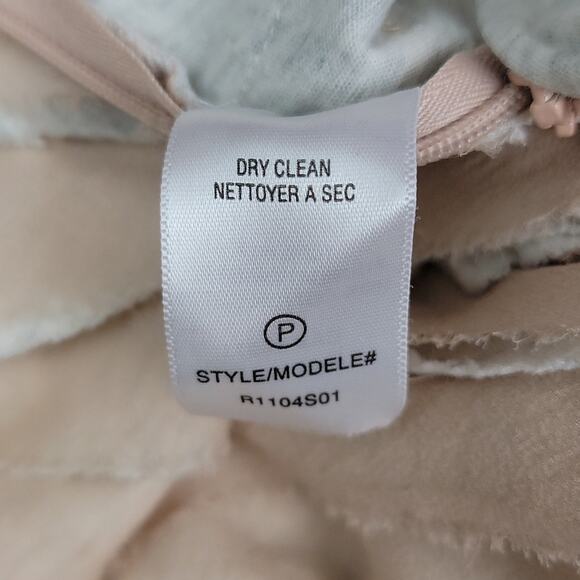 DRY CLEAN
NETTOYER A SEC
P
STYLE/MODELE#
R1104S01